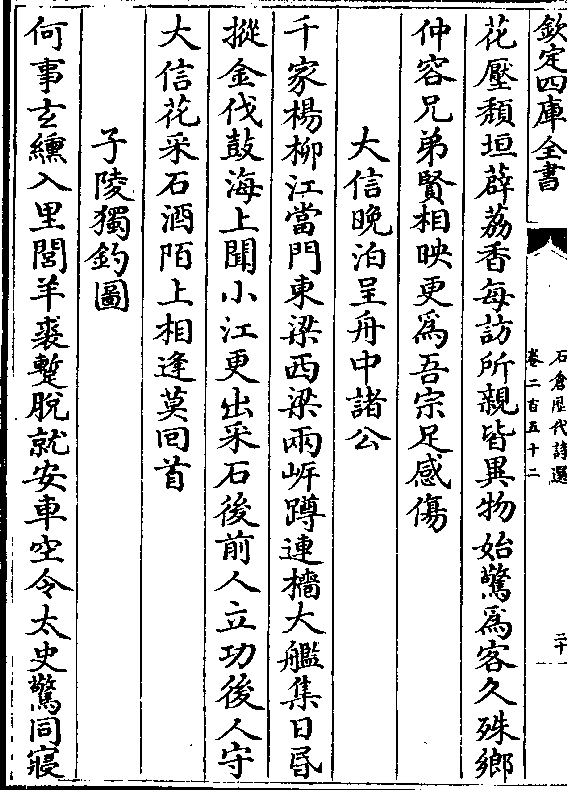 欽定四庫全書
石倉歷代詩選
卷二百五十二
二十
花壓頽垣薜荔香每訪所親皆異物始驚為客久殊鄉
仲容兄弟賢相映更為吾宗足感傷
大信晚泊呈舟中諸公
千家楊柳江當門東梁西梁兩岍蹲連檣大艦集日昬
摐金伐鼓海上聞小江更出采石後前人立功後人守
大信花采石酒陌上相逢莫回首
子陵獨釣圖
何事玄纁入里閭羊裘蹔脫就安車空令太史驚同寢